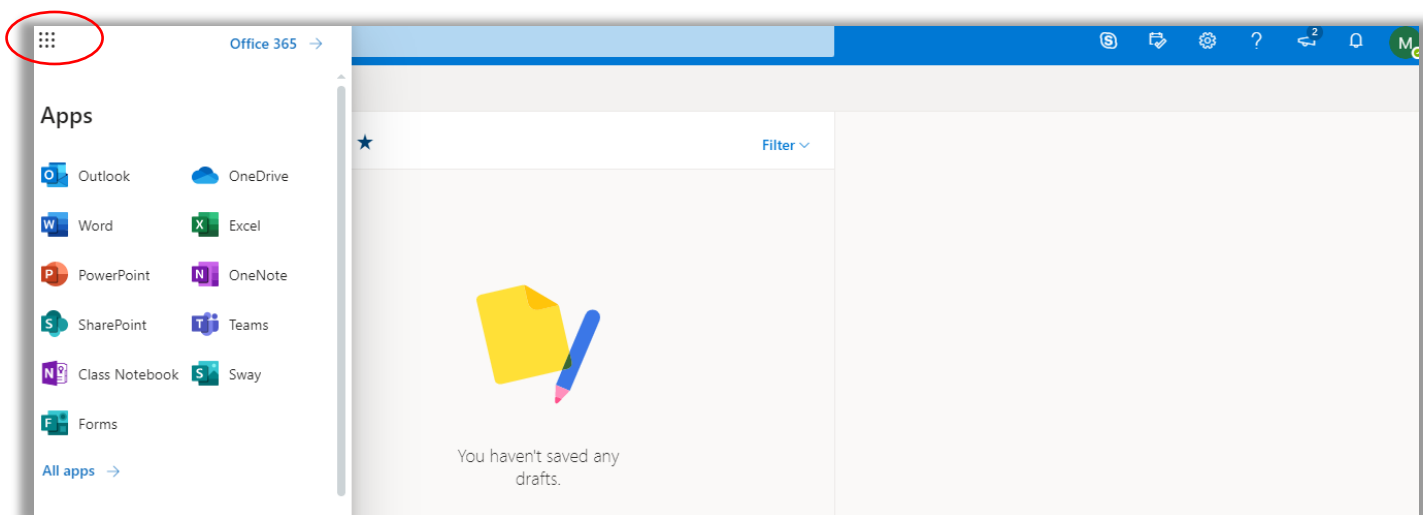 Office 365 →
2
M
Apps
Filter
Outlook
OneDrive
Word
Excel
PowerPoint
OneNote
SharePoint
Teams
Class Notebook
Sway
Forms
All apps →
You haven't saved any
drafts.